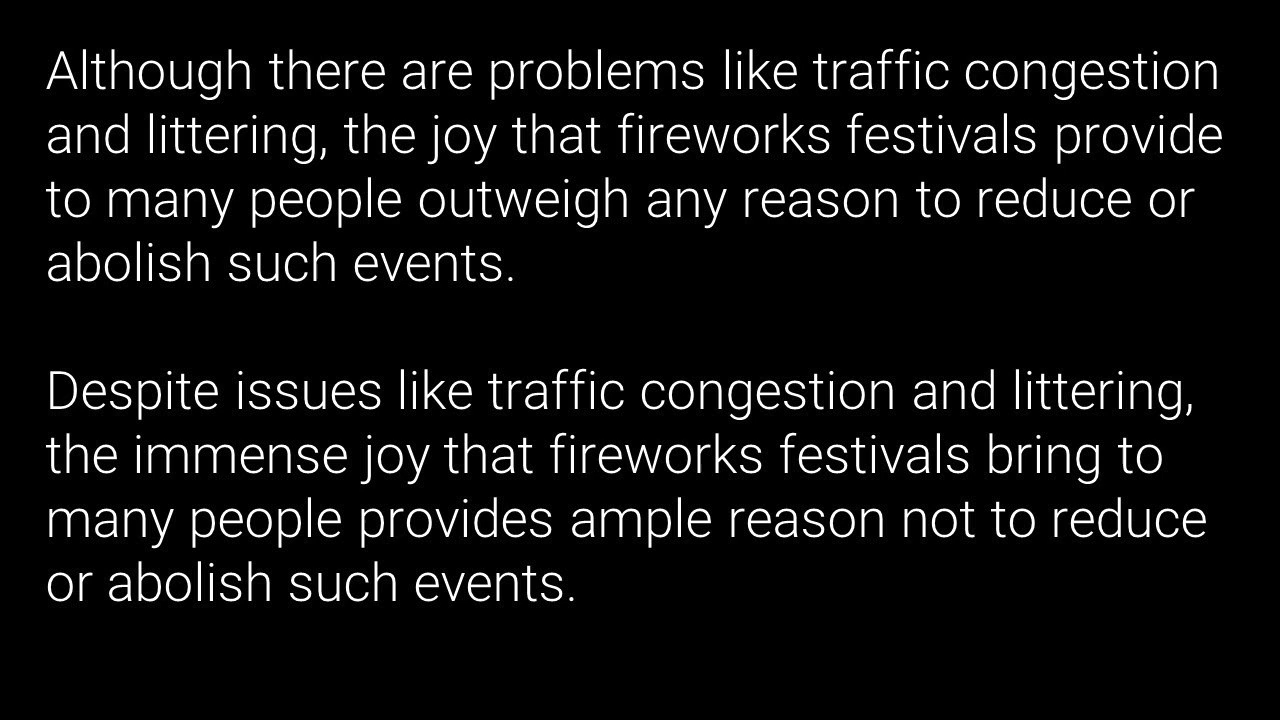 Although there are problems like traffic congestion
and littering, the joy that fireworks festivals provide
to many people outweigh any reason to reduce or
abolish such events.
Despite issues like traffic congestion and littering,
the immense joy that fireworks festivals bring to
many people provides ample reason not to reduce
or abolish such events.